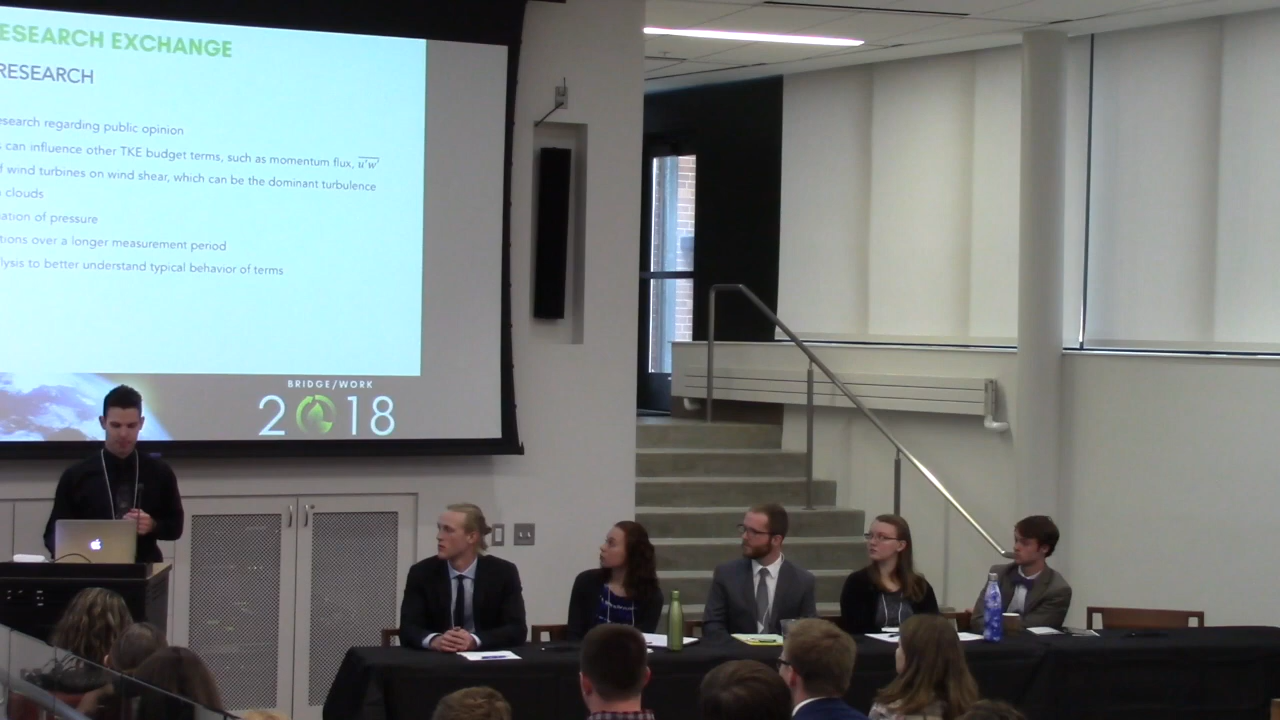 ESEARCH EXCHANGE
RESEARCH
search regarding public opinion
s can influence other TKE budget terms, such as momentum flux, u'w'
f wind turbines on wind shear, which can be the dominant turbulence
clouds
ation of pressure
tions over a longer measurement period
lysis to better understand typical behavior of terms
BRIDGE/WORK
2018